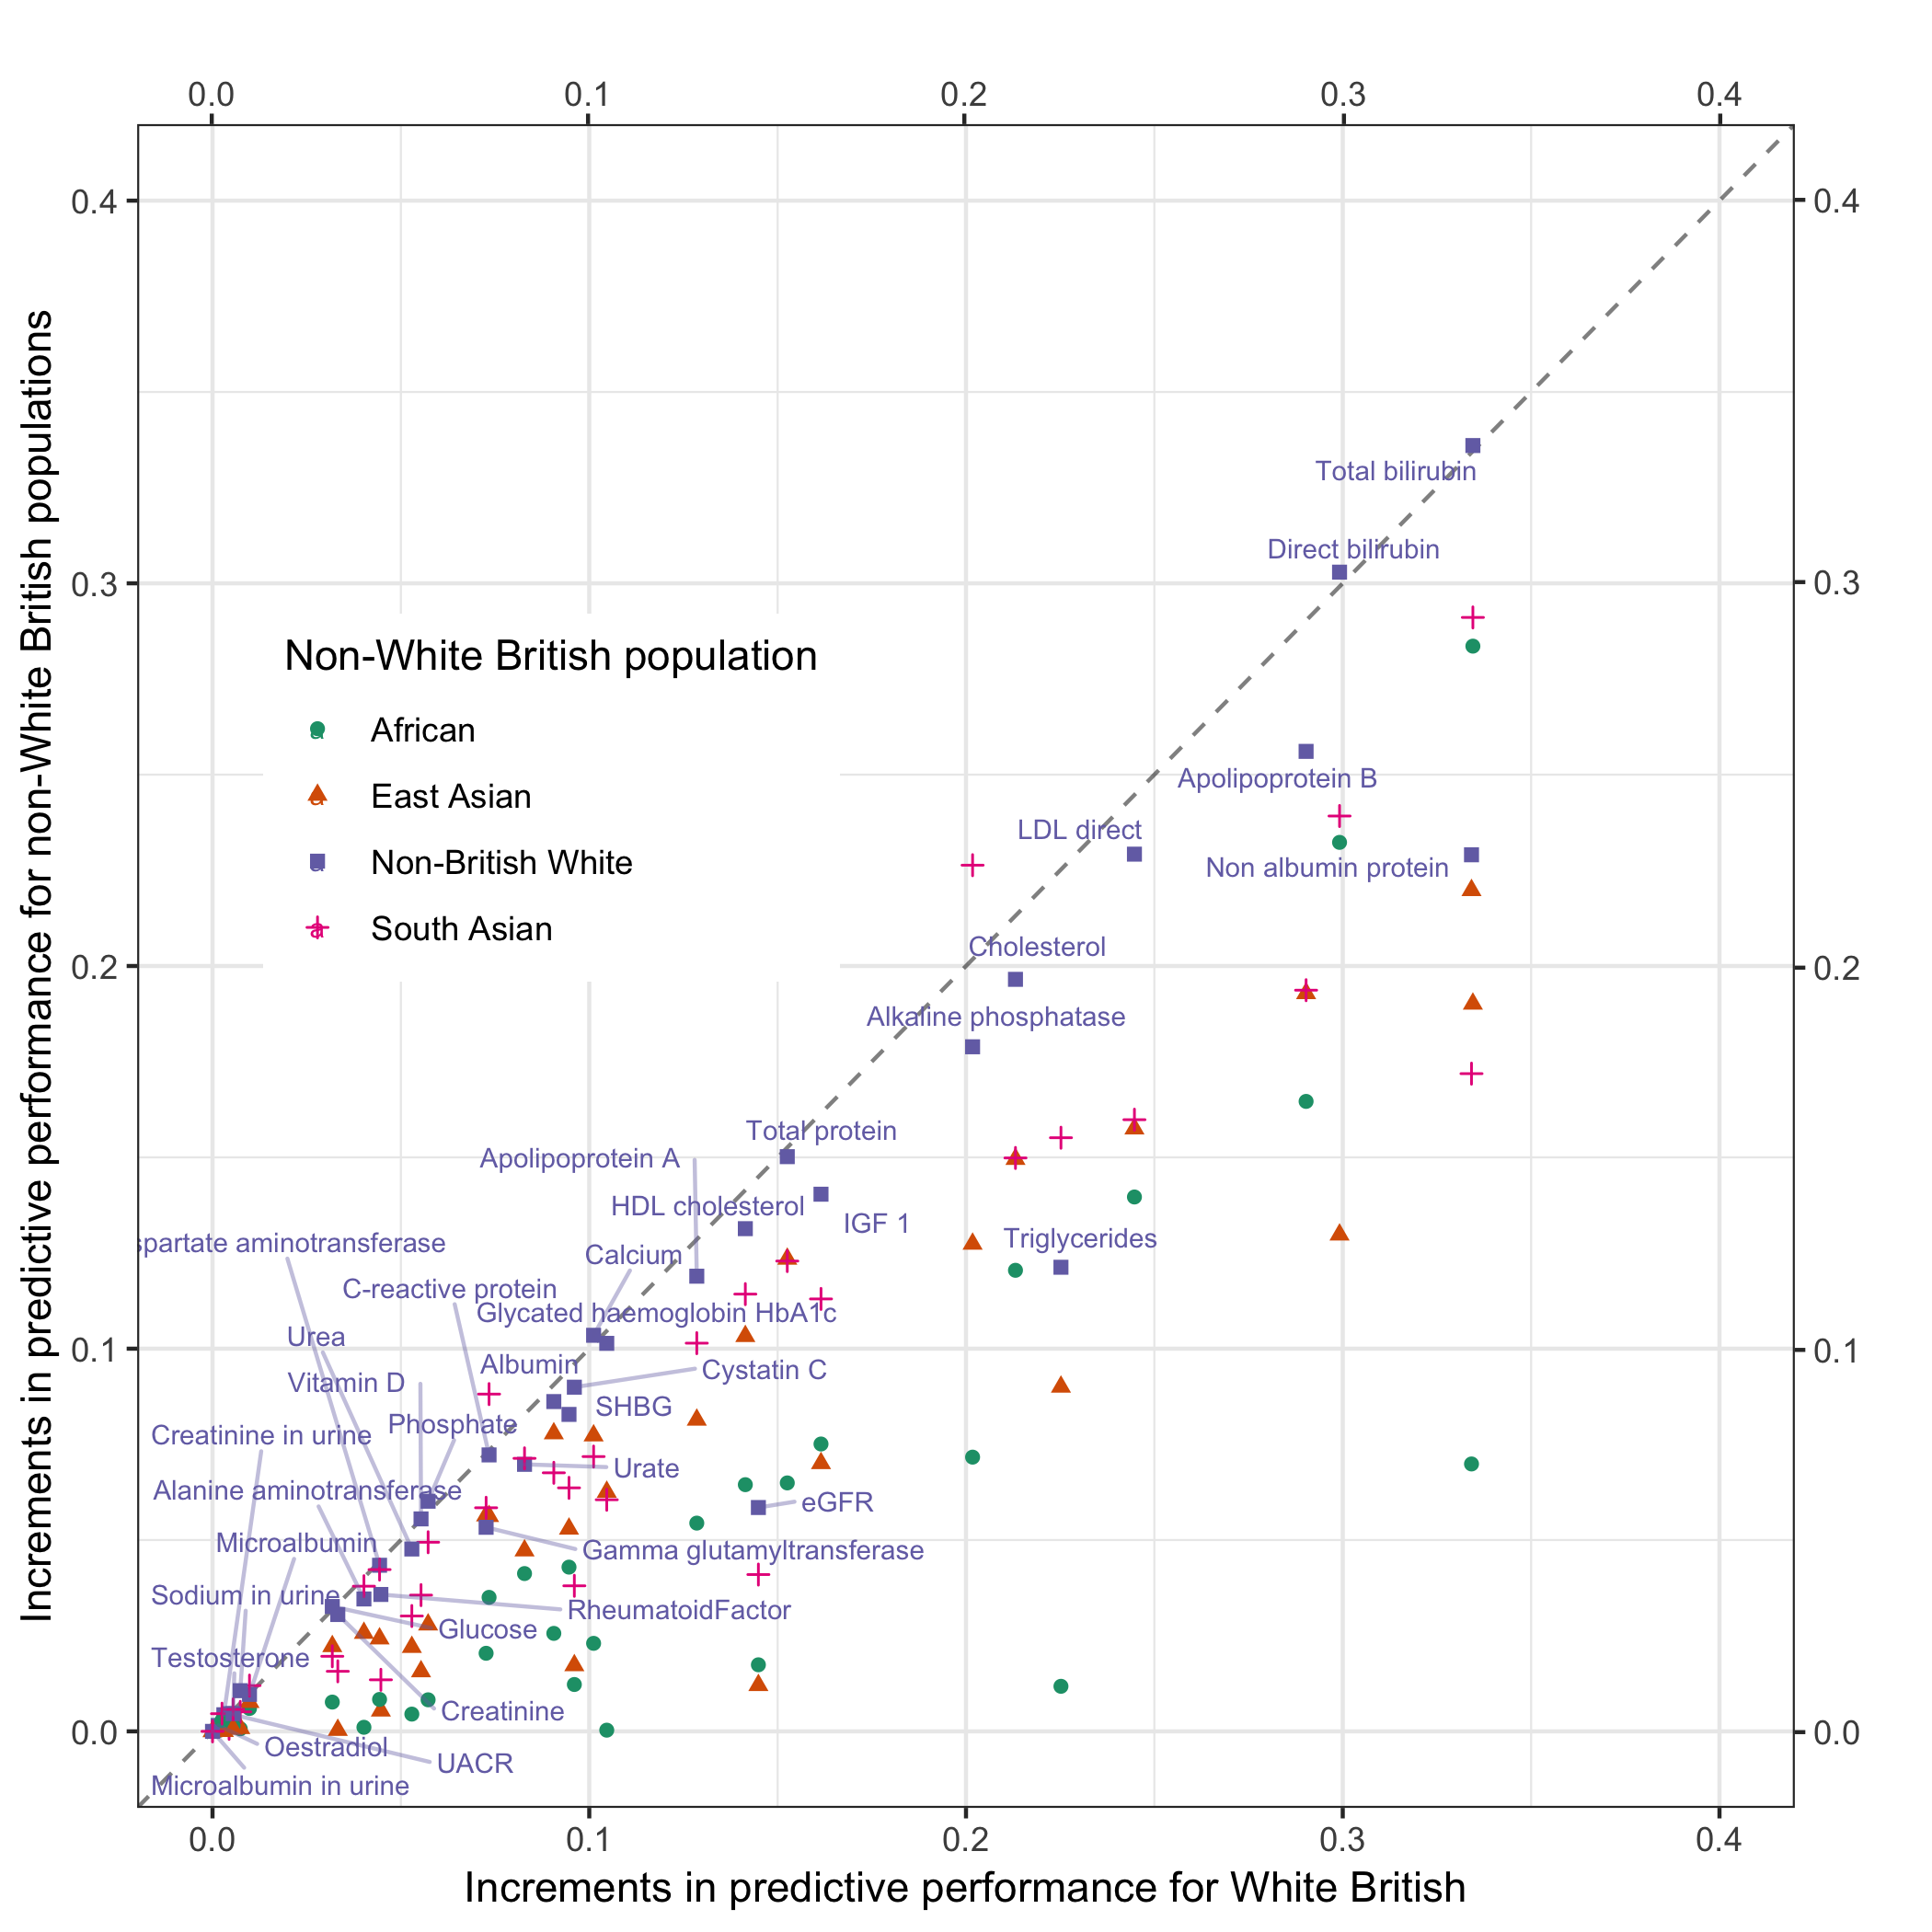 0.0 0.1 0.2 0.3 0.4
0.4 0.4
Increments in predictive performance for non-White British populations
Total bilirubin
Direct bilirubin
0.3 0.3
Non-White British population
African
East Asian
Non-British White
South Asian
Apolipoprotein B
LDL direct
Non albumin protein
0.2 0.2
Cholesterol
Alkaline phosphatase
Total protein
Apolipoprotein A
HDL cholesterol
IGF 1
Triglycerides
spartate aminotransferase
Calcium
C-reactive protein
Glycated haemoglobin HbA1c
Urea
0.1 0.1
Albumin
Cystatin C
Vitamin D
SHBG
Phosphate
Creatinine in urine
Urate
Alanine aminotransferase
eGFR
Microalbumin
Gamma glutamyltransferase
Sodium in urine
RheumatoidFactor
Glucose
Testosterone
Creatinine
0.0 0.0
Oestradiol
UACR
Microalbumin in urine
0.0 0.1 0.2 0.3 0.4
Increments in predictive performance for White British